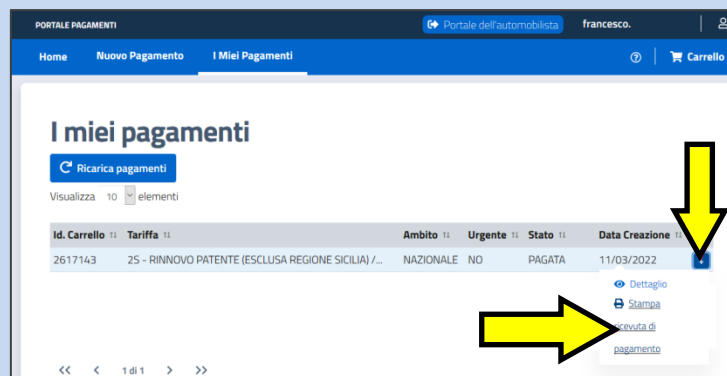 PORTALE PAGAMENTI
Portale dell'automobilista
francesco.
Home
Nuovo Pagamento
I Miei Pagamenti
Carrello
I miei pagamenti
Ricarica pagamenti
Visualizza 10 elementi
Id. Carrello Tariffa Ambito Urgente Stato Data Creazione
2617143 2S - RINNOVO PATENTE (ESCLUSA REGIONE SICILIA) /... NAZIONALE NO PAGATA 11/03/2022
Dettaglio
Stampa
ricevuta di
pagamento
<< < 1 di 1 > >>